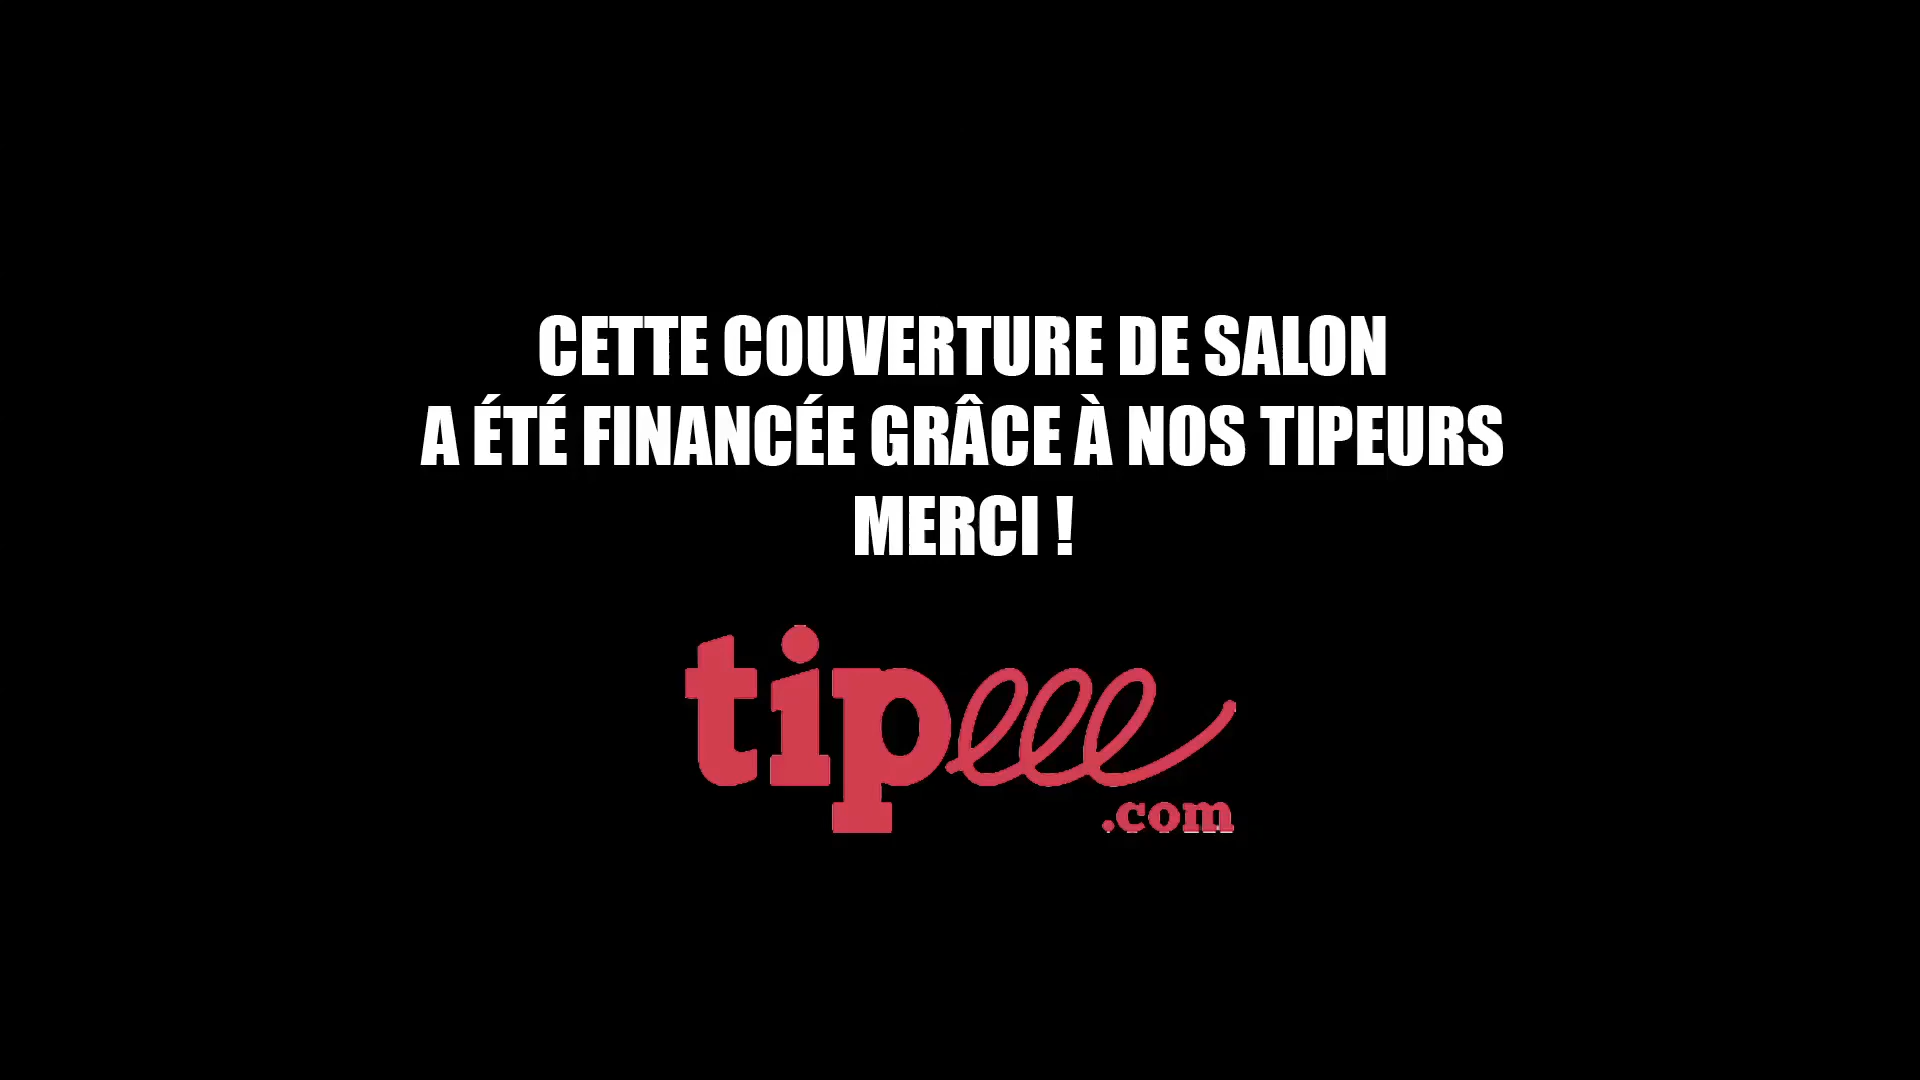 CETTE COUVERTURE DE SALON
A ÉTÉ FINANCÉE GRÂCE À NOS TIPEURS
MERCI !
tipeee
.com